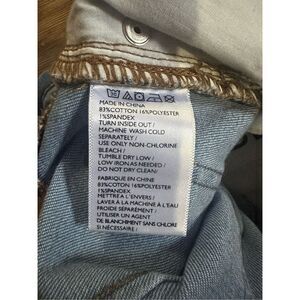 MADE IN CHINA
83%COTTON 16%POLYESTER
1%SPANDEX
TURN INSIDE OUT /
MACHINE WASH COLD
SEPARATELY /
USE ONLY NON-CHLORINE
BLEACH /
TUMBLE DRY LOW /
LOW IRON AS NEEDED /
DO NOT DRY CLEAN/
FABRIQUE EN CHINE
83%COTON 16%POLYESTER
1%SPANDEX
METTRE A L'ENVERS /
LAVER À LA MACHINE À L'EAU
FROIDE SÉPARÉMENT /
UTILISER UN AGENT
DE BLANCHIMENT SANS CHLORE
SI NÉCESSAIRE /